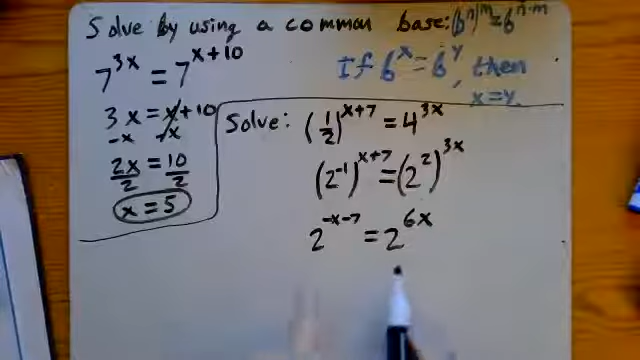 Solve by using a common base: (b^n)^m = b^n·m
If b^x = b^y, then
x = y.
7^3x = 7^x+10
3x = x + 10
-x -x
2x/2 = 10/2
x = 5
Solve: (1/2)^x+7 = 4^3x
(2^-1)^x+7 = (2^2)^3x
2^-x-7 = 2^6x